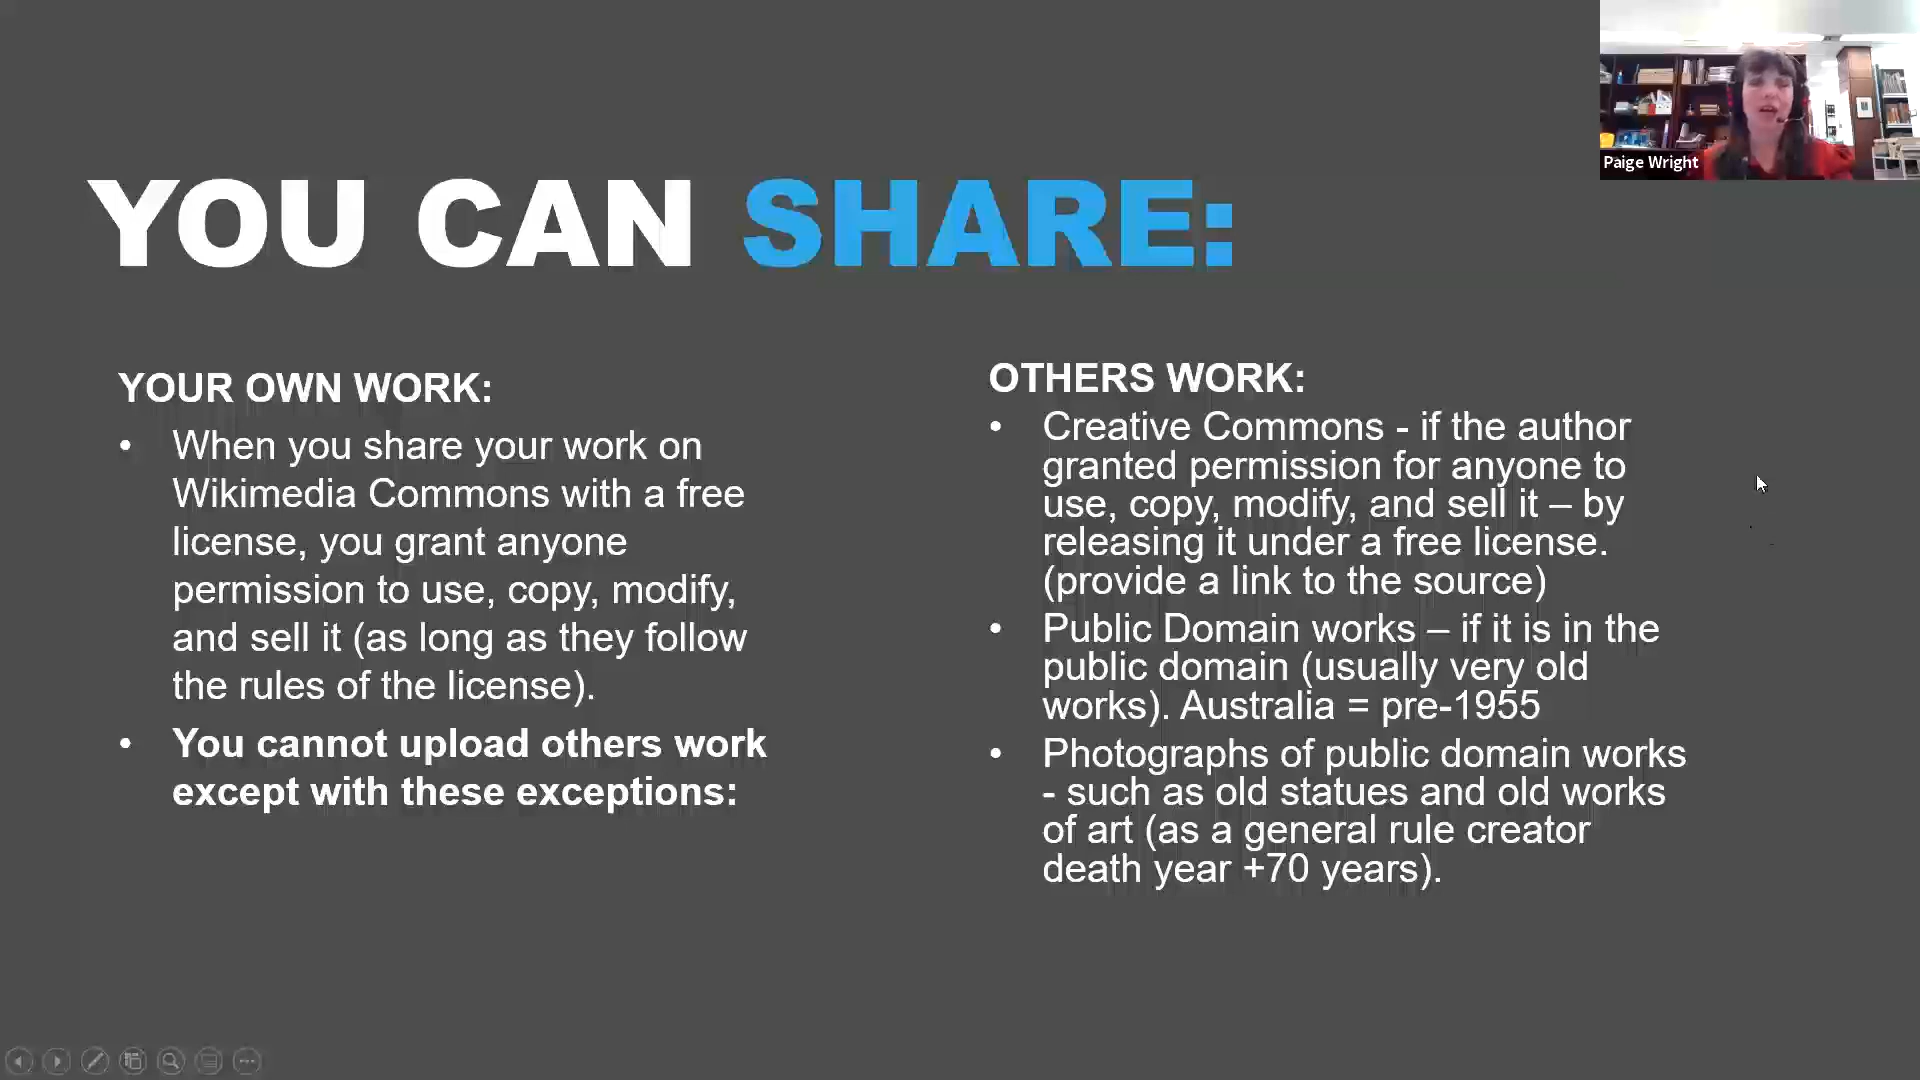 Paige Wright
YOU CAN SHARE:
YOUR OWN WORK:
• When you share your work on
Wikimedia Commons with a free
license, you grant anyone
permission to use, copy, modify,
and sell it (as long as they follow
the rules of the license).
• You cannot upload others work
except with these exceptions:
OTHERS WORK:
• Creative Commons - if the author
granted permission for anyone to
use, copy, modify, and sell it – by
releasing it under a free license.
(provide a link to the source)
• Public Domain works – if it is in the
public domain (usually very old
works). Australia = pre-1955
• Photographs of public domain works
- such as old statues and old works
of art (as a general rule creator
death year +70 years).